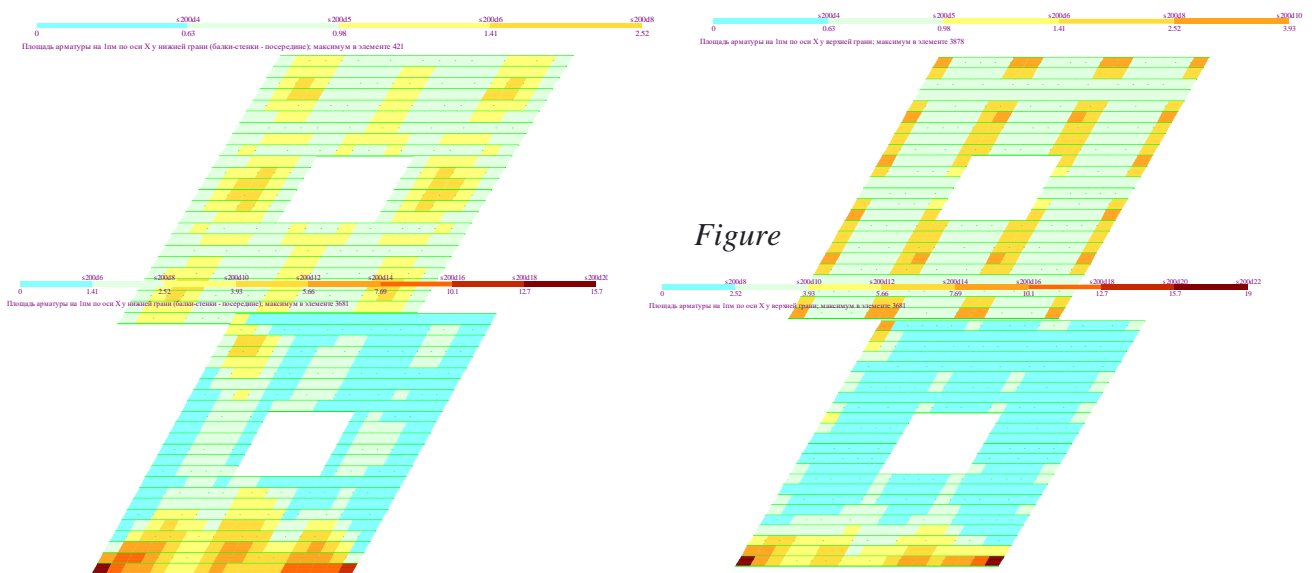 s200d4 s200d5 s200d6 s200d8
0 0.63 0.98 1.41 2.52
Площадь арматуры на 1пм по оси X у нижней грани (балки-стенки - посередине); максимум в элементе 421
s200d4 s200d5 s200d6 s200d8 s200d10
0 0.63 0.98 1.41 2.52 3.93
Площадь арматуры на 1пм по оси X у верхней грани; максимум в элементе 3878
Figure
s200d6 s200d8 s200d10 s200d12 s200d14 s200d16 s200d18 s200d20
0 1.41 2.52 3.93 5.66 7.69 10.1 12.7 15.7
Площадь арматуры на 1пм по оси X у нижней грани (балки-стенки - посередине); максимум в элементе 3681
s200d8 s200d10 s200d12 s200d14 s200d16 s200d18 s200d20 s200d22
0 2.52 3.93 5.66 7.69 10.1 12.7 15.7 19
Площадь арматуры на 1пм по оси X у верхней грани; максимум в элементе 3681